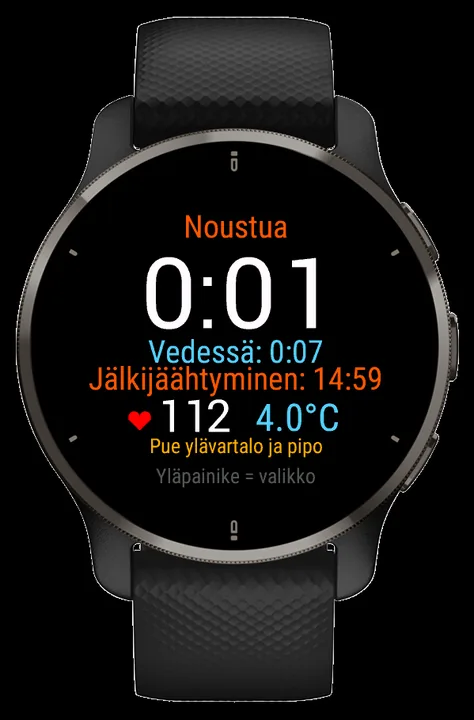 Noustua
0:01
Vedessä: 0:07
Jälkijäähtyminen: 14:59
112 4.0°C
Pue ylävartalo ja pipo
Yläpainike = valikko